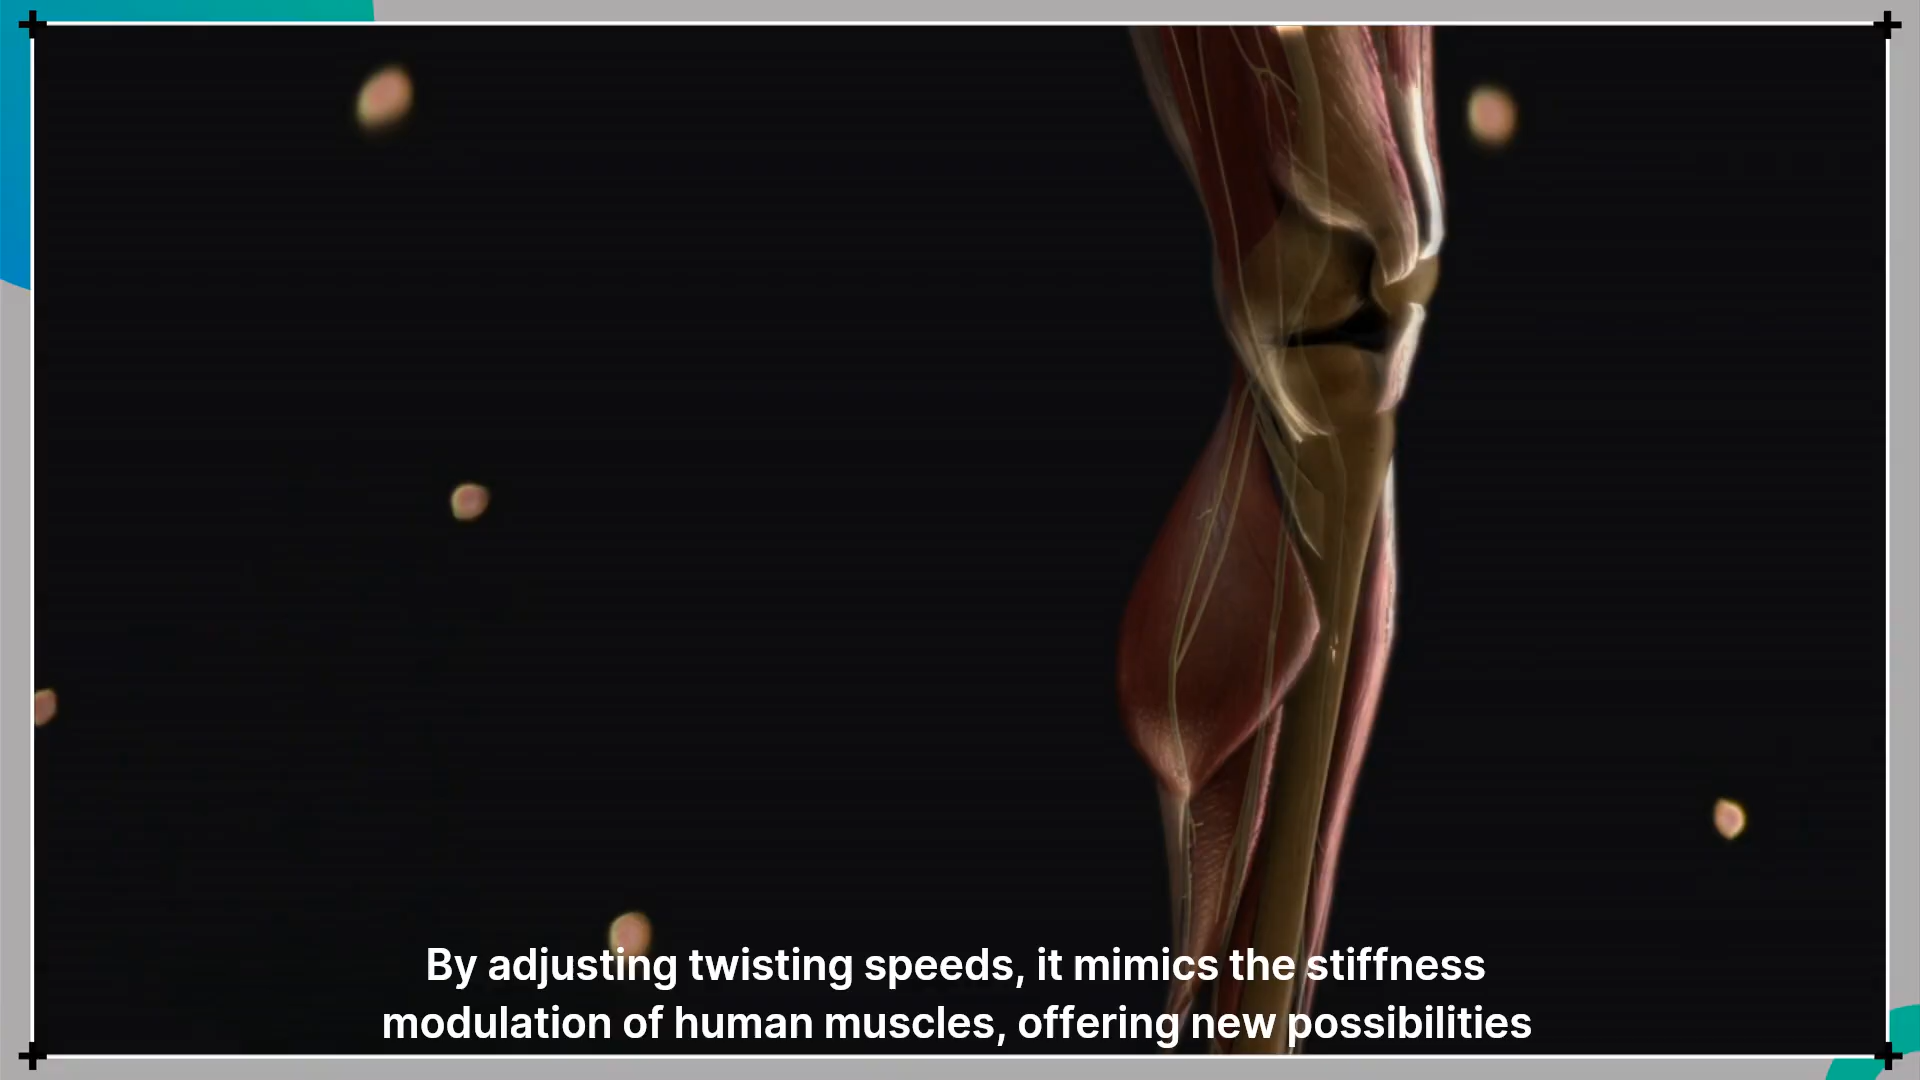 By adjusting twisting speeds, it mimics the stiffness
modulation of human muscles, offering new possibilities